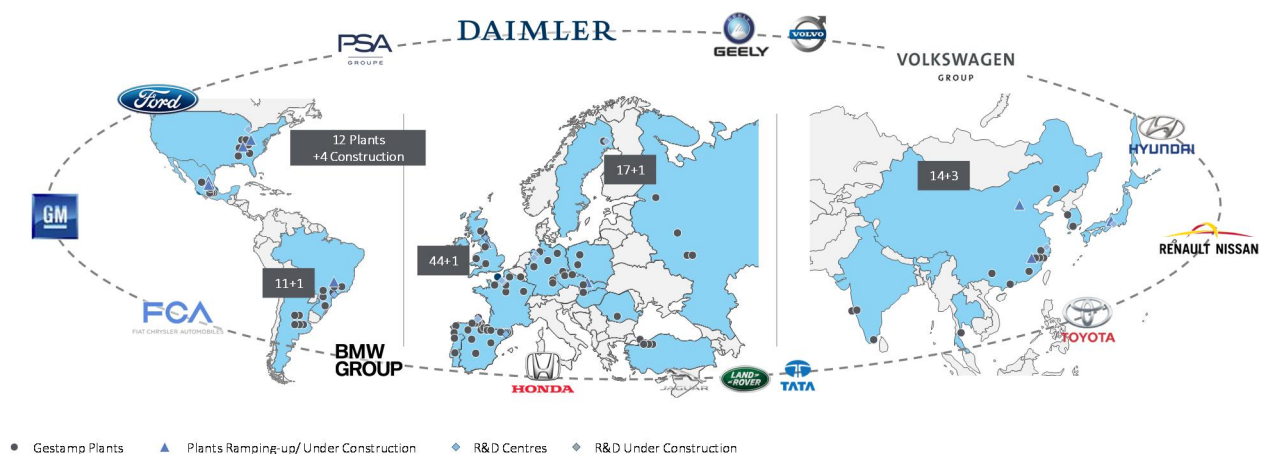 PSA
GROUPE
DAIMLER
GEELY
VOLVO
VOLKSWAGEN
GROUP
Ford
12 Plants
+4 Construction
17+1
14+3
HYUNDAI
GM
RENAULT NISSAN
44+1
11+1
FCA
FIAT CHRYSLER AUTOMOBILES
BMW
GROUP
HONDA
JAGUAR
LAND-
ROVER
TATA
TOYOTA
Gestamp Plants
Plants Ramping-up/ Under Construction
R&D Centres
R&D Under Construction